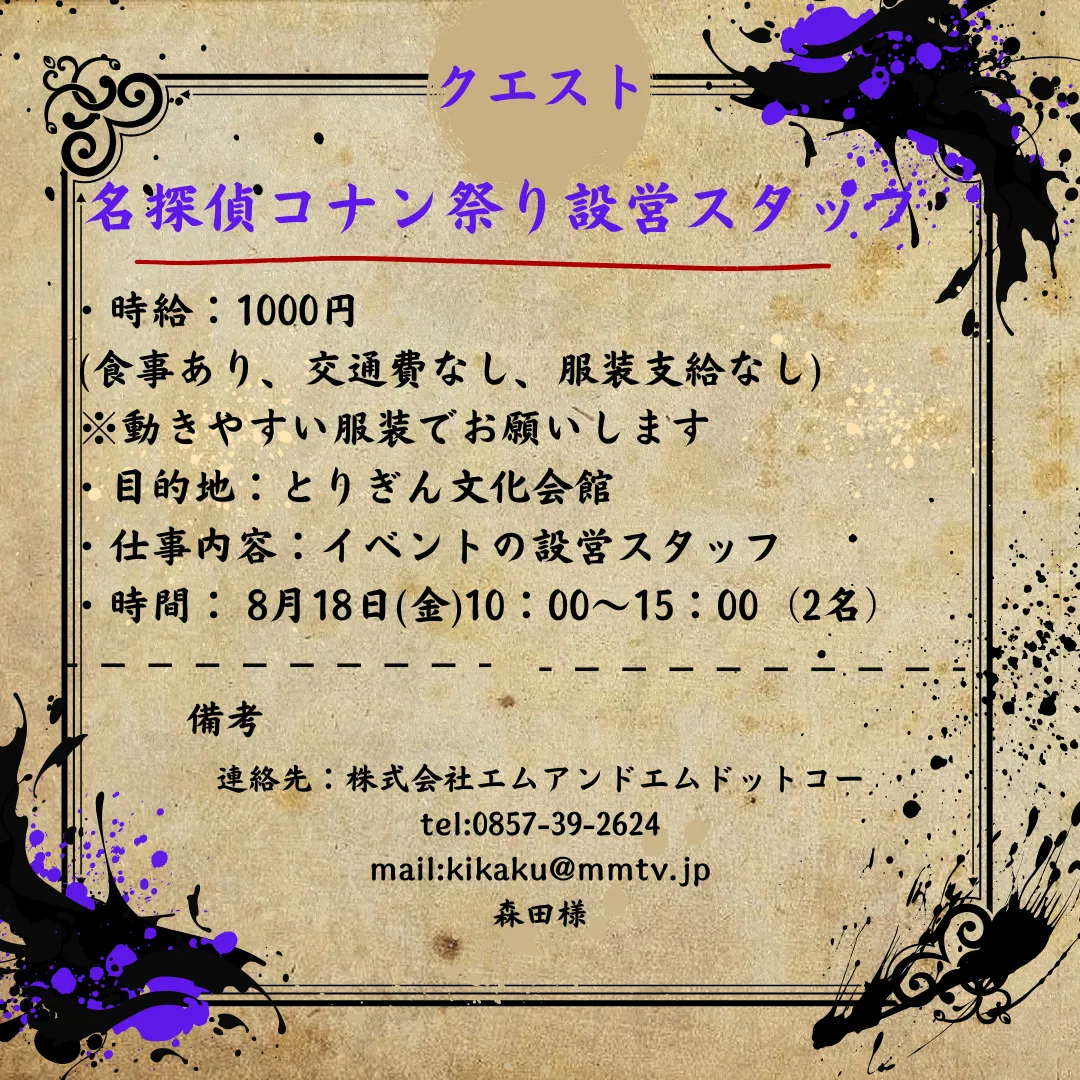 クエスト
名探偵コナン祭り設営スタッフ
・時給：1000円
(食事あり、交通費なし、服装支給なし)
※動きやすい服装でお願いします
・目的地：とりぎん文化会館
・仕事内容：イベントの設営スタッフ
・時間： 8月18日(金)10：00〜15：00（2名）
備考
連絡先：株式会社エムアンドエムドットコー
tel:0857-39-2624
mail:kikaku@mmtv.jp
森田様